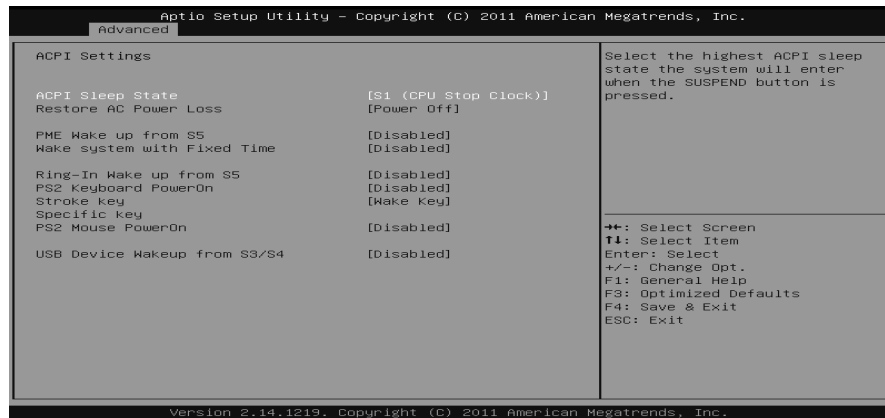 Aptio Setup Utility – Copyright (C) 2011 American Megatrends, Inc.
Advanced
ACPI Settings
ACPI Sleep State [S1 (CPU Stop Clock)]
Restore AC Power Loss [Power Off]
PME Wake up from S5 [Disabled]
Wake system with Fixed Time [Disabled]
Ring-In Wake up from S5 [Disabled]
PS2 Keyboard PowerOn [Disabled]
Stroke key [Wake Key]
Specific key
PS2 Mouse PowerOn [Disabled]
USB Device Wakeup from S3/S4 [Disabled]
Select the highest ACPI sleep
state the system will enter
when the SUSPEND button is
pressed.
→←: Select Screen
↑↓: Select Item
Enter: Select
+/-: Change Opt.
F1: General Help
F3: Optimized Defaults
F4: Save & Exit
ESC: Exit
Version 2.14.1219. Copyright (C) 2011 American Megatrends, Inc.